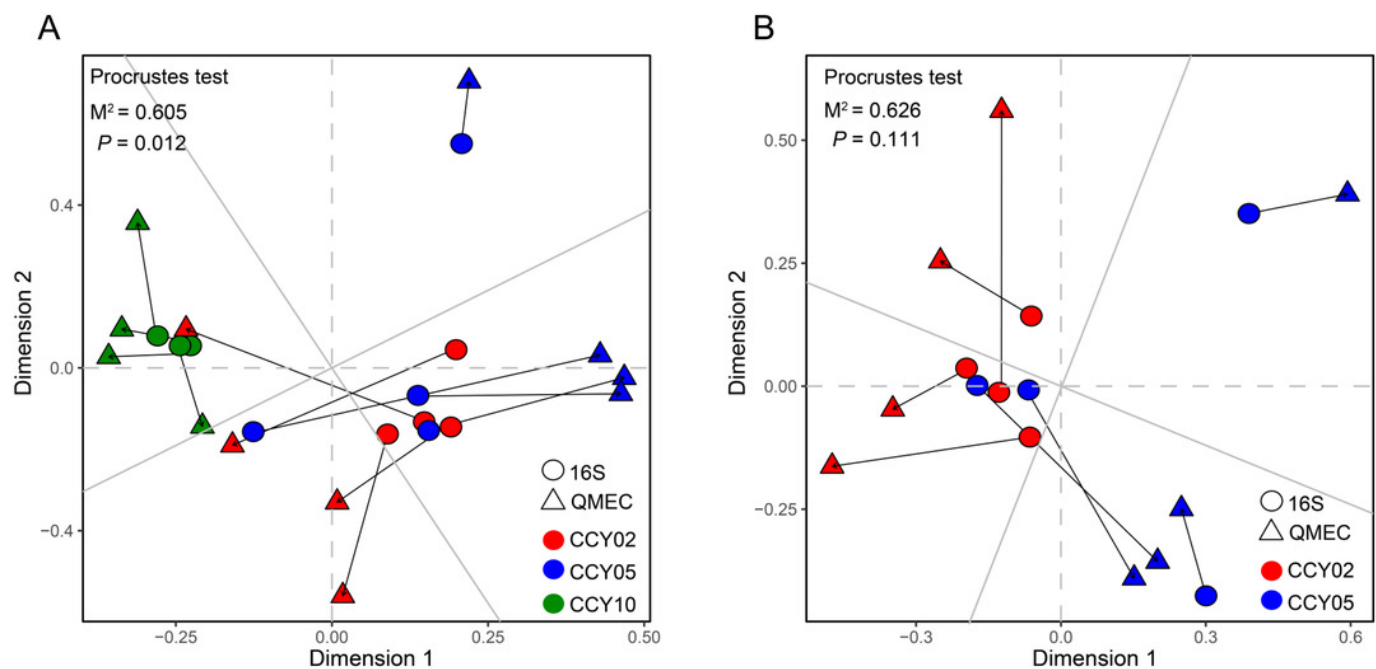 A
Procrustes test
M² = 0.605
P = 0.012
0.4
0.0
−0.4
−0.25
0.00
0.25
0.50
Dimension 1
Dimension 2
16S
QMEC
CCY02
CCY05
CCY10
B
Procrustes test
M² = 0.626
P = 0.111
0.50
0.25
0.00
−0.25
−0.3
0.0
0.3
0.6
Dimension 1
Dimension 2
16S
QMEC
CCY02
CCY05